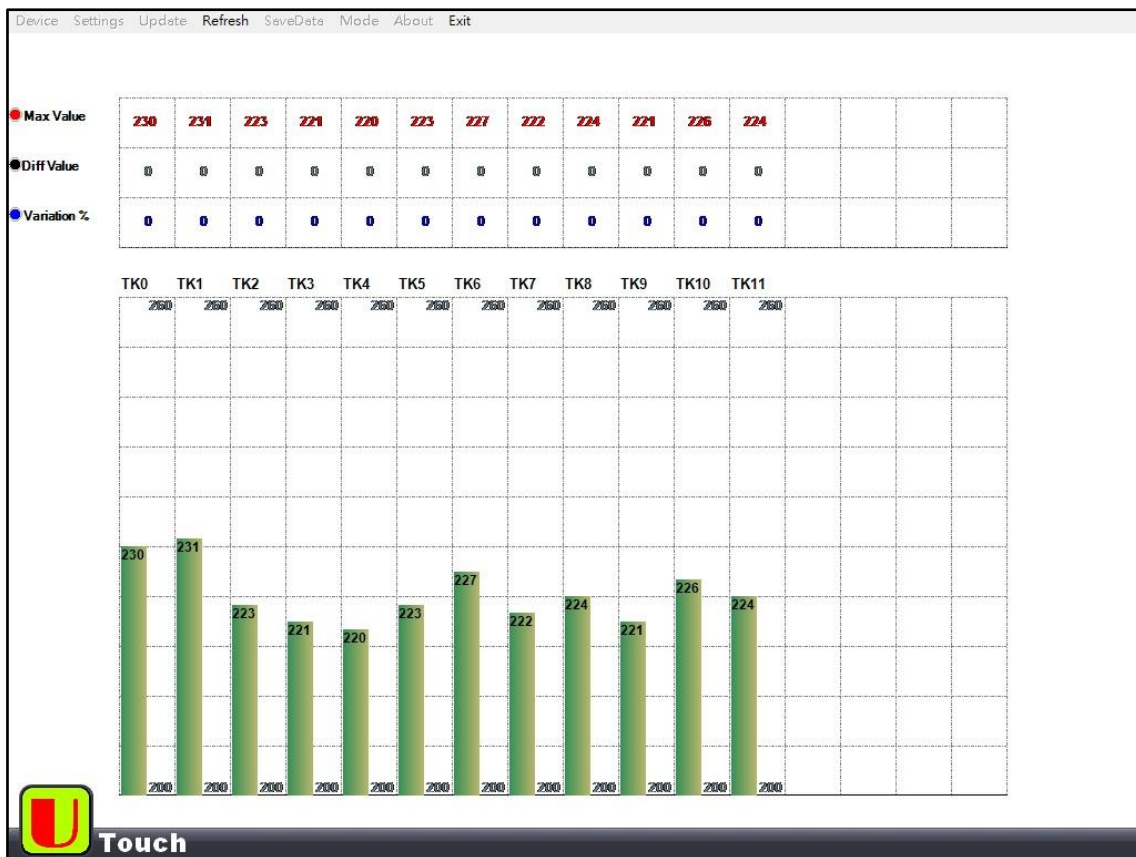 Device Settings Update Refresh SaveData Mode About Exit
Max Value 230 231 223 221 220 223 227 222 224 221 226 224
Diff Value 0 0 0 0 0 0 0 0 0 0 0 0
Variation % 0 0 0 0 0 0 0 0 0 0 0 0
TK0 TK1 TK2 TK3 TK4 TK5 TK6 TK7 TK8 TK9 TK10 TK11
260 260 260 260 260 260 260 260 260 260 260 260
230 231 223 221 220 223 227 222 224 221 226 224
200 200 200 200 200 200 200 200 200 200 200 200
U Touch